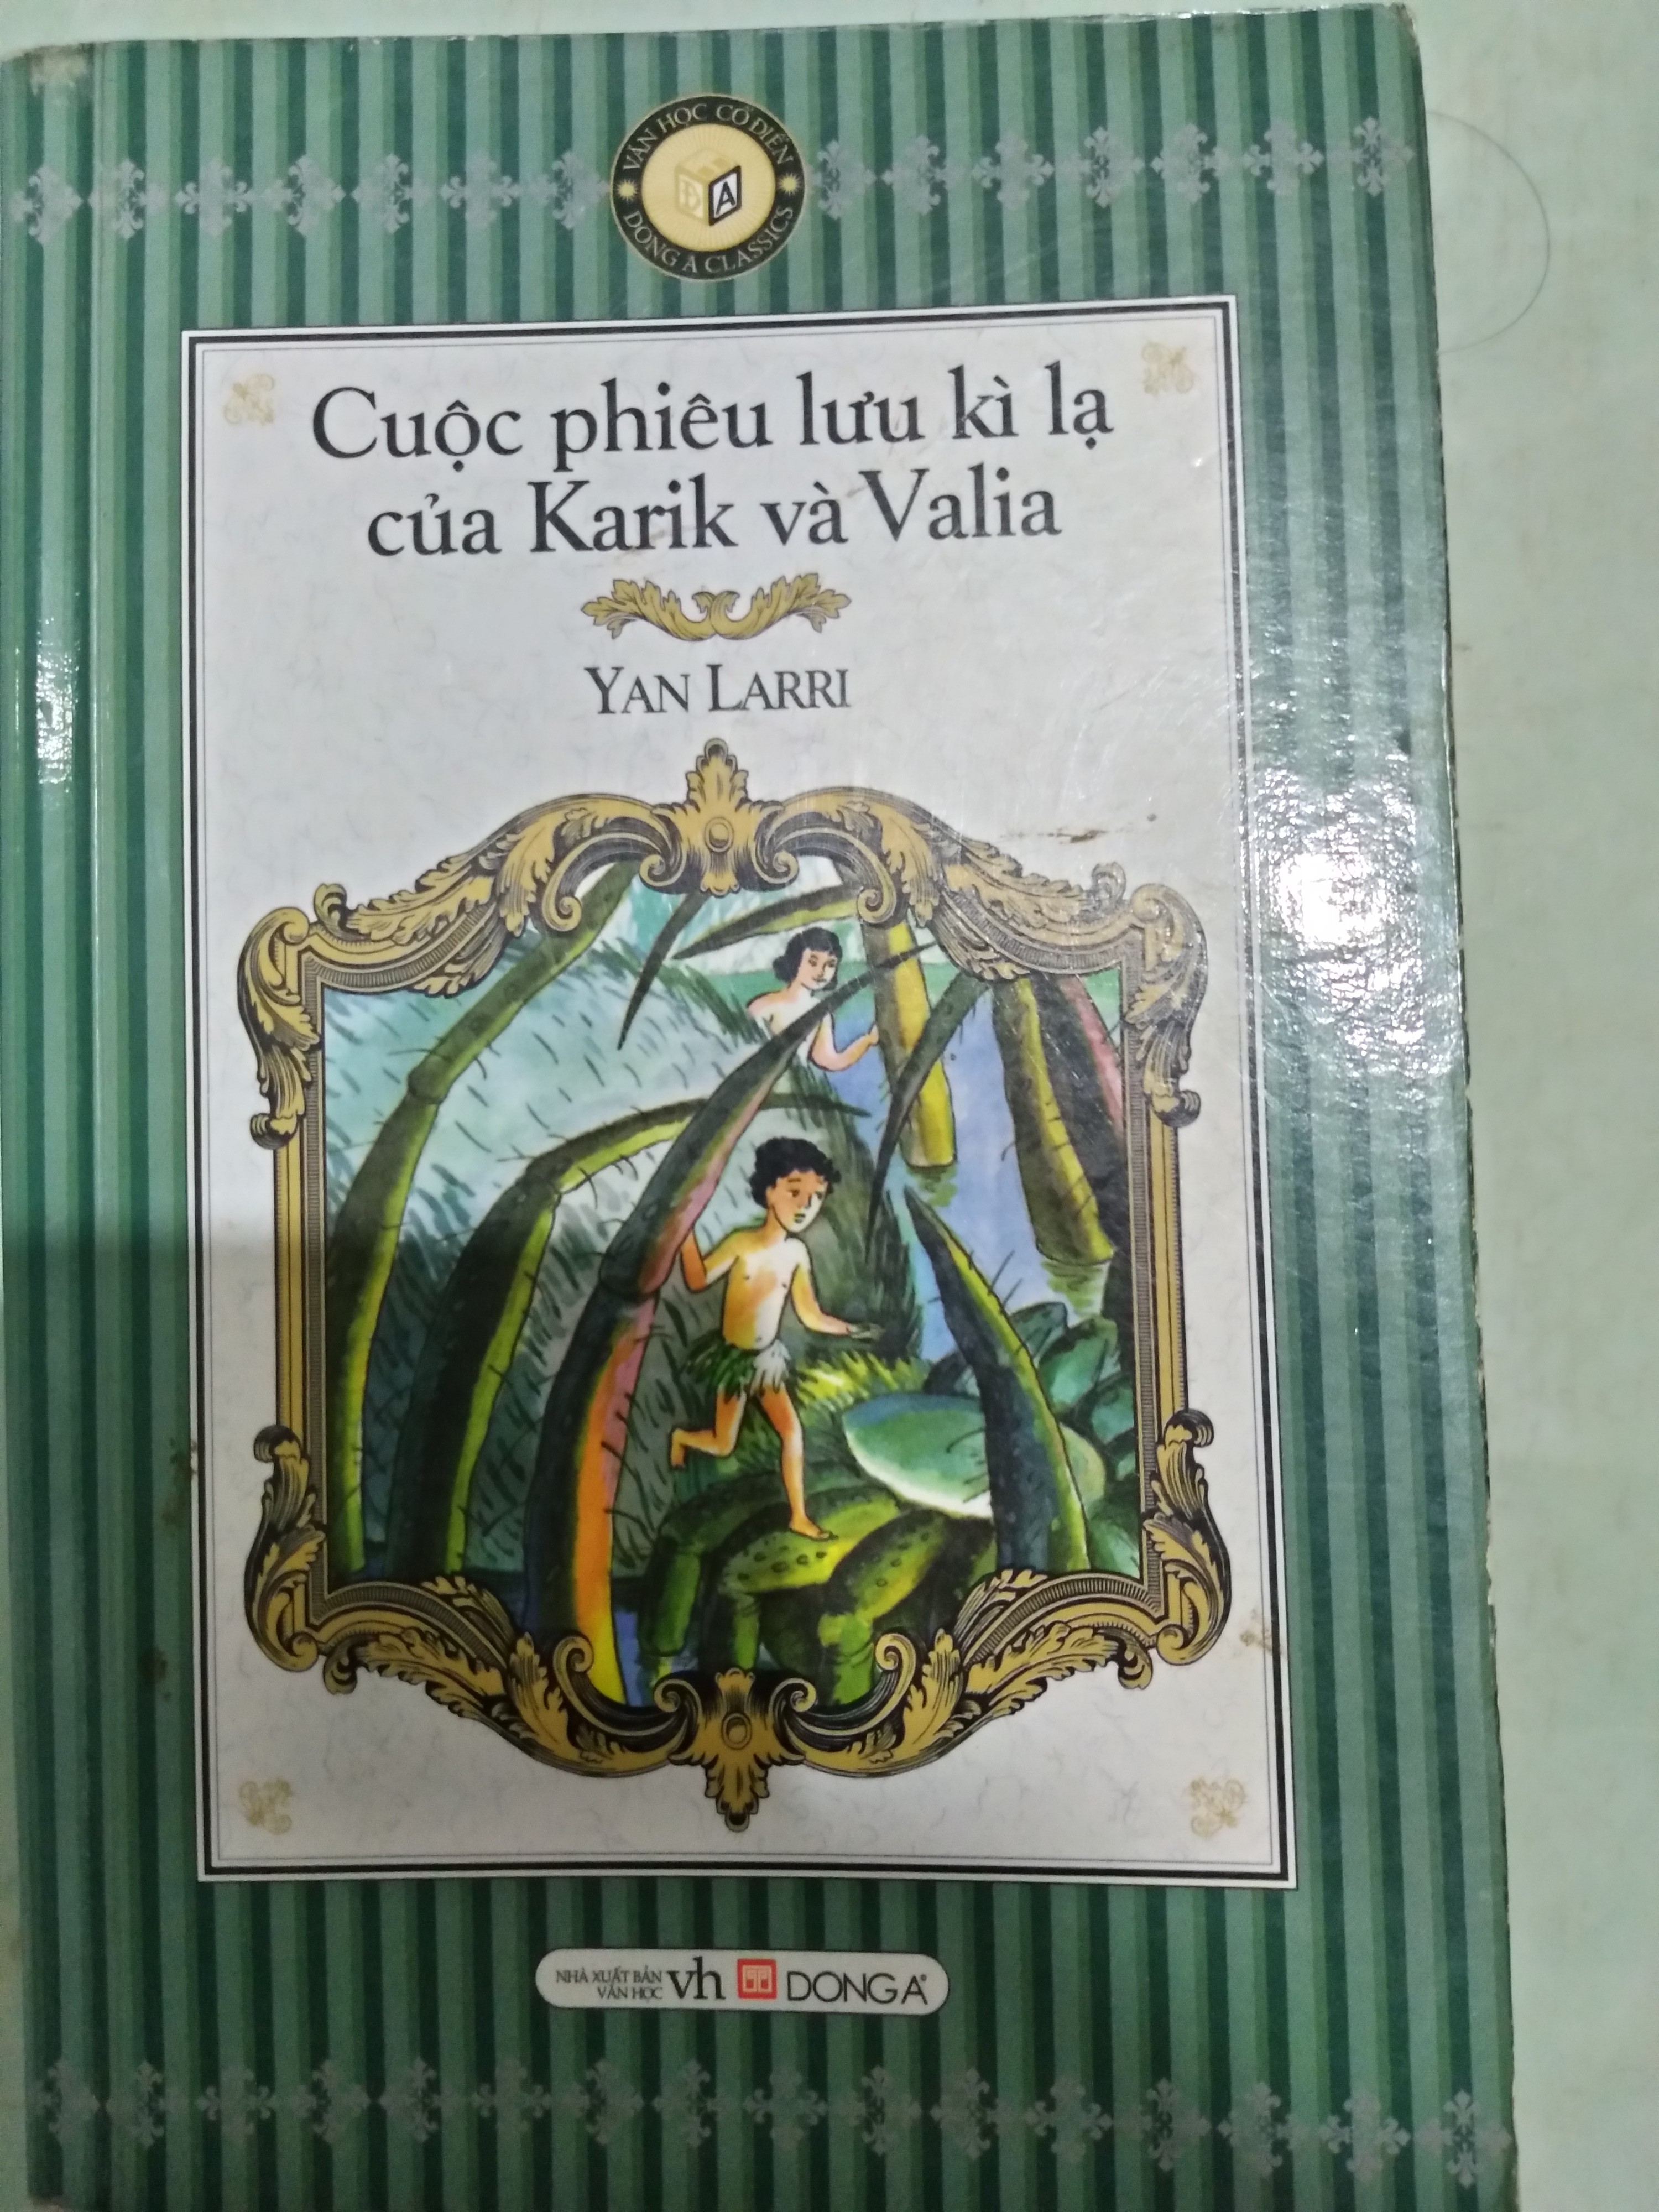 VĂN HỌC CỔ ĐIỂN
ĐA
DONG A CLASSICS
Cuộc phiêu lưu kì lạ
của Karik và Valia
YAN LARRI
NHÀ XUẤT BẢN
VĂN HỌC
vh
DONG A